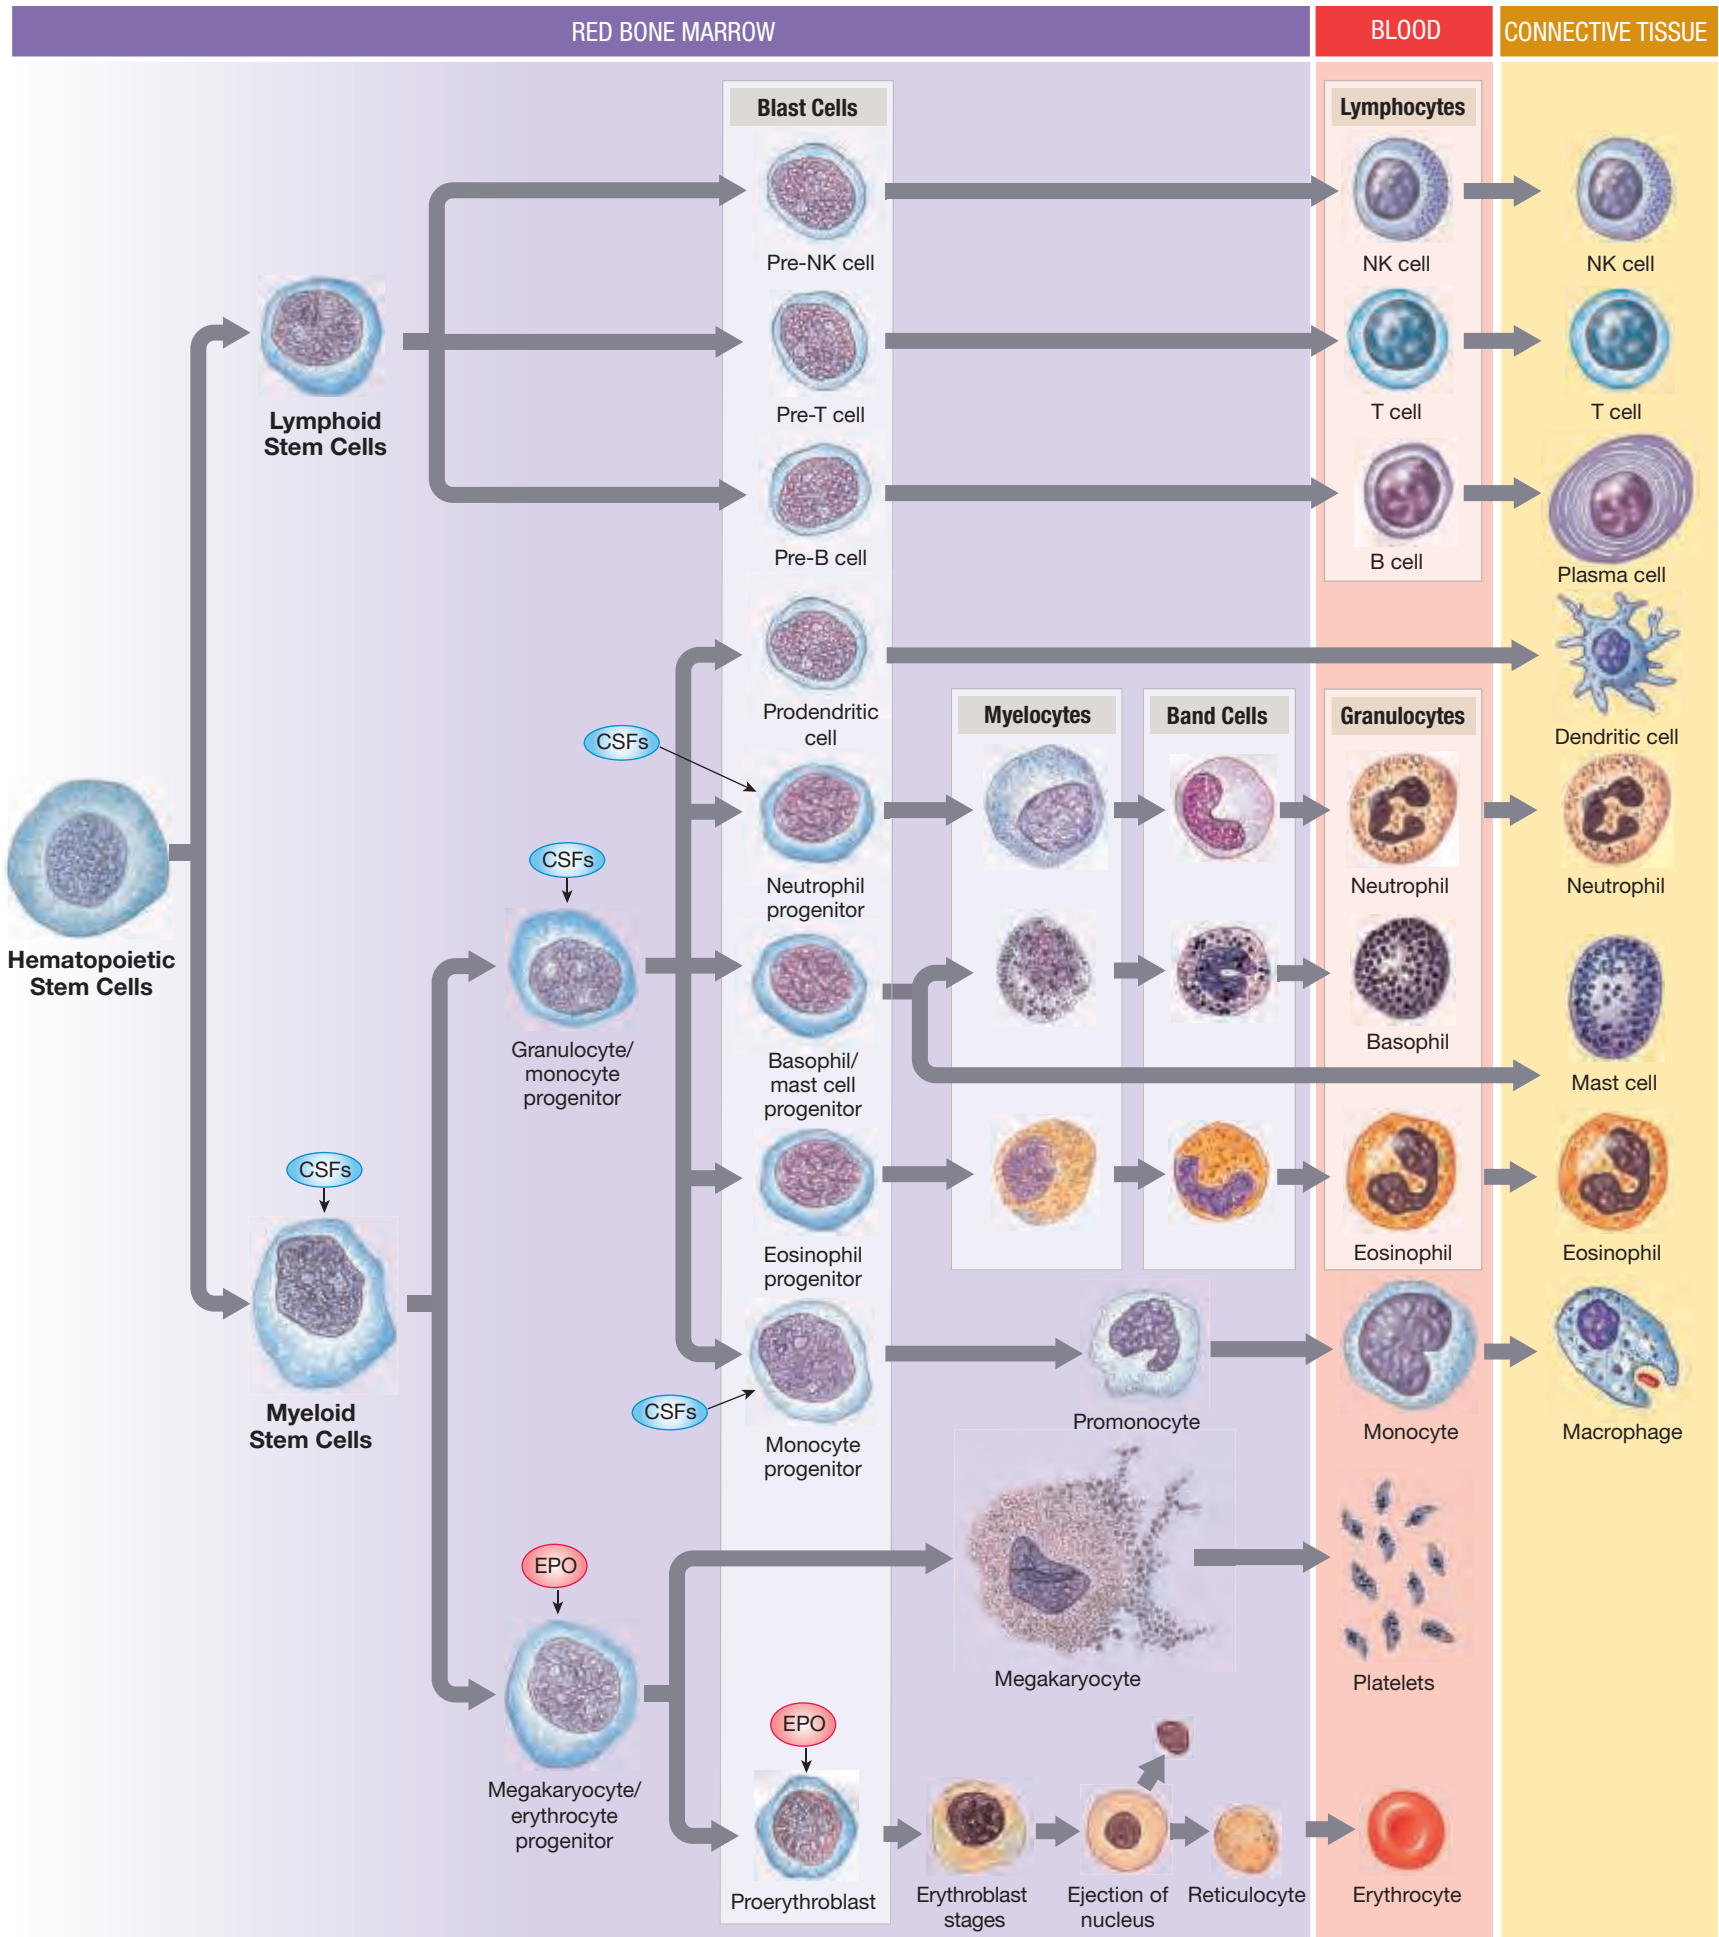 RED BONE MARROW
BLOOD
CONNECTIVE TISSUE
Blast Cells
Lymphocytes
Pre-NK cell
NK cell
NK cell
Lymphoid
Stem Cells
Pre-T cell
T cell
T cell
Pre-B cell
B cell
Plasma cell
Prodendritic
cell
Myelocytes
Band Cells
Granulocytes
Dendritic cell
CSFs
Neutrophil
progenitor
Neutrophil
Neutrophil
CSFs
Hematopoietic
Stem Cells
Granulocyte/
monocyte
progenitor
Basophil/
mast cell
progenitor
Basophil
Mast cell
CSFs
Eosinophil
progenitor
Eosinophil
Eosinophil
Myeloid
Stem Cells
CSFs
Monocyte
progenitor
Promonocyte
Monocyte
Macrophage
EPO
Megakaryocyte
Platelets
Megakaryocyte/
erythrocyte
progenitor
EPO
Proerythroblast
Erythroblast
stages
Ejection of
nucleus
Reticulocyte
Erythrocyte